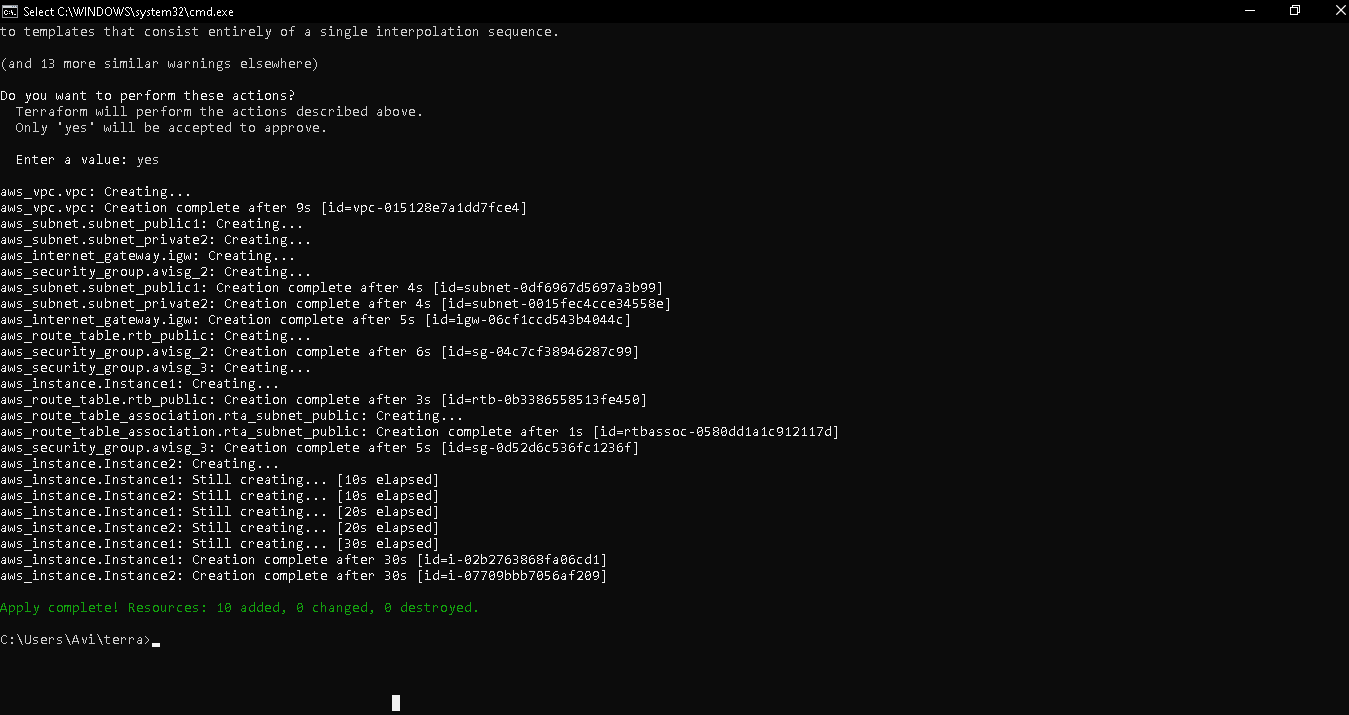 Select C:\WINDOWS\system32\cmd.exe
to templates that consist entirely of a single interpolation sequence.
(and 13 more similar warnings elsewhere)
Do you want to perform these actions?
  Terraform will perform the actions described above.
  Only 'yes' will be accepted to approve.
  Enter a value: yes
aws_vpc.vpc: Creating...
aws_vpc.vpc: Creation complete after 9s [id=vpc-015128e7a1dd7fce4]
aws_subnet.subnet_public1: Creating...
aws_subnet.subnet_private2: Creating...
aws_internet_gateway.igw: Creating...
aws_security_group.avisg_2: Creating...
aws_subnet.subnet_public1: Creation complete after 4s [id=subnet-0df6967d5697a3b99]
aws_subnet.subnet_private2: Creation complete after 4s [id=subnet-0015fec4cce34558e]
aws_internet_gateway.igw: Creation complete after 5s [id=igw-06cf1ccd543b4044c]
aws_route_table.rtb_public: Creating...
aws_security_group.avisg_2: Creation complete after 6s [id=sg-04c7cf38946287c99]
aws_security_group.avisg_3: Creating...
aws_instance.Instance1: Creating...
aws_route_table.rtb_public: Creation complete after 3s [id=rtb-0b3386558513fe450]
aws_route_table_association.rta_subnet_public: Creating...
aws_route_table_association.rta_subnet_public: Creation complete after 1s [id=rtbassoc-0580dd1a1c912117d]
aws_security_group.avisg_3: Creation complete after 5s [id=sg-0d52d6c536fc1236f]
aws_instance.Instance2: Creating...
aws_instance.Instance1: Still creating... [10s elapsed]
aws_instance.Instance2: Still creating... [10s elapsed]
aws_instance.Instance1: Still creating... [20s elapsed]
aws_instance.Instance2: Still creating... [20s elapsed]
aws_instance.Instance1: Still creating... [30s elapsed]
aws_instance.Instance1: Creation complete after 30s [id=i-02b2763868fa06cd1]
aws_instance.Instance2: Creation complete after 30s [id=i-07709bbb7056af209]
Apply complete! Resources: 10 added, 0 changed, 0 destroyed.
C:\Users\Avi\terra>